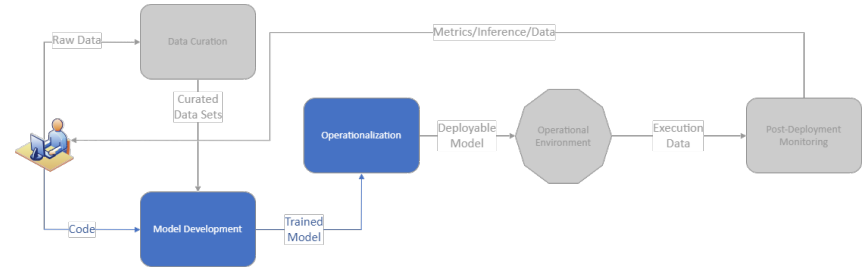 Raw Data
Data Curation
Metrics/Inference/Data
Curated
Data Sets
Operationalization
Deployable
Model
Operational
Environment
Execution
Data
Post-Deployment
Monitoring
Code
Model Development
Trained
Model